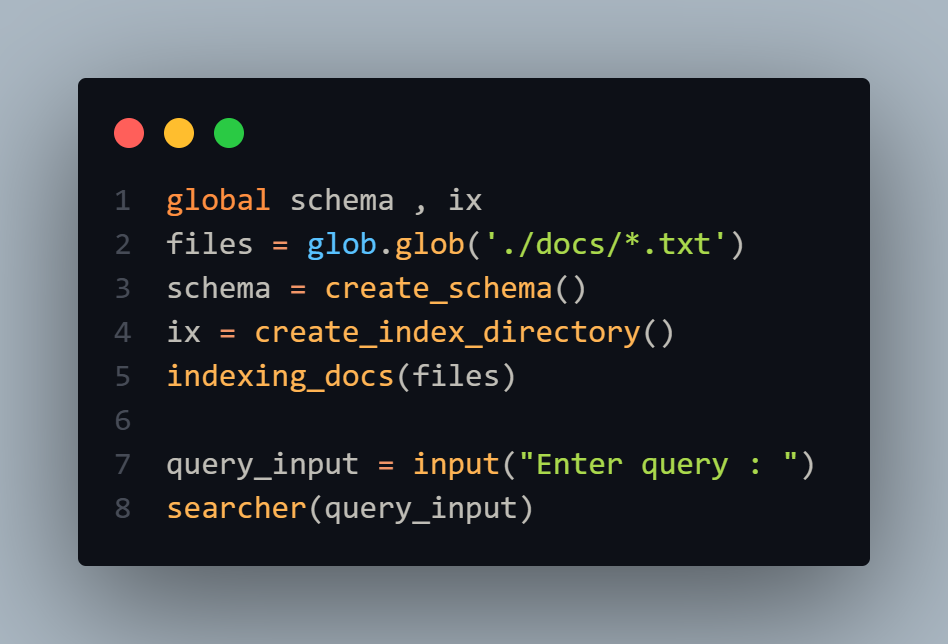 1 global schema , ix
2 files = glob.glob('./docs/*.txt')
3 schema = create_schema()
4 ix = create_index_directory()
5 indexing_docs(files)
6
7 query_input = input("Enter query : ")
8 searcher(query_input)